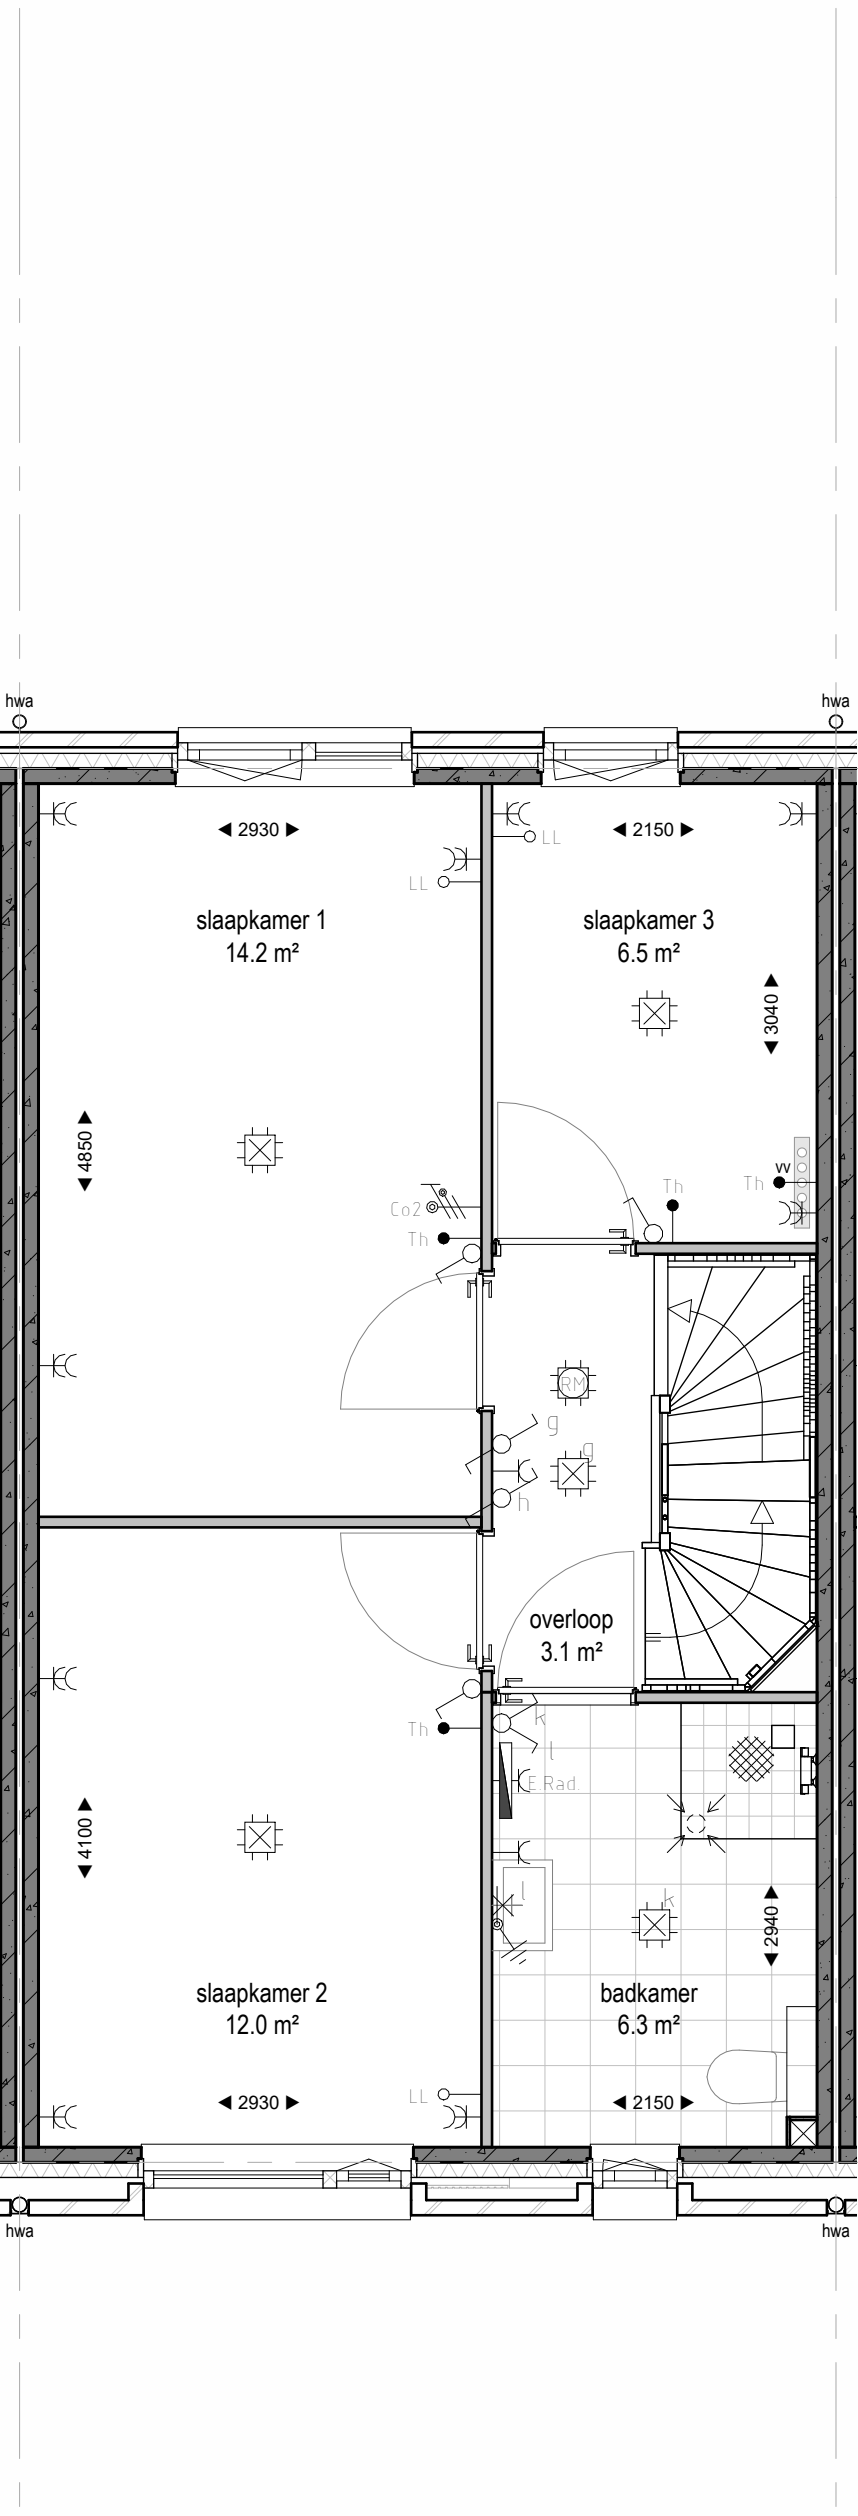 hwa
hwa
2930
2150
LL
LL
slaapkamer 1
14.2 m²
slaapkamer 3
6.5 m²
3040
4850
vv
Th
Th
Co2
Th
RM
g
g
h
overloop
3.1 m²
k
Th
l
E.Rad.
4100
l
k
2940
slaapkamer 2
12.0 m²
badkamer
6.3 m²
LL
2930
2150
hwa
hwa